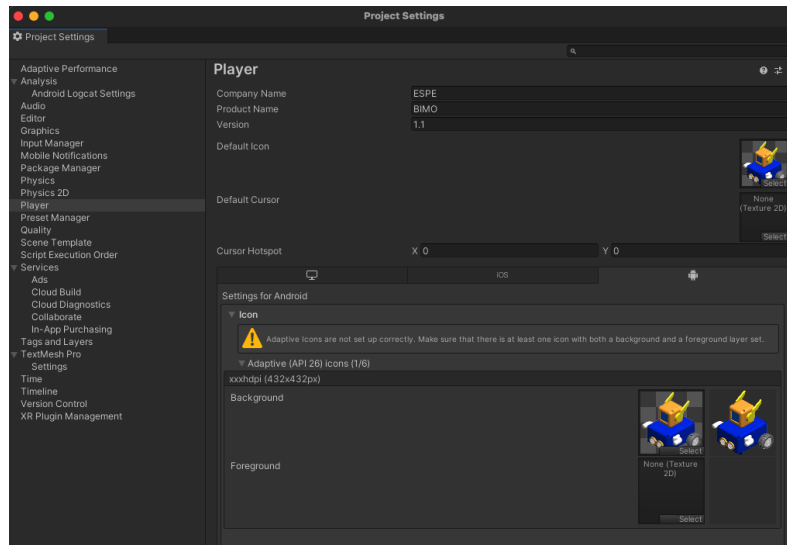 Project Settings
Project Settings
Adaptive Performance
Analysis
Android Logcat Settings
Audio
Editor
Graphics
Input Manager
Mobile Notifications
Package Manager
Physics
Physics 2D
Player
Preset Manager
Quality
Scene Template
Script Execution Order
Services
Ads
Cloud Build
Cloud Diagnostics
Collaborate
In-App Purchasing
Tags and Layers
TextMesh Pro
Settings
Time
Timeline
Version Control
XR Plugin Management
Player
Company Name ESPE
Product Name BIMO
Version 1.1
Default Icon
Select
Default Cursor
None
(Texture 2D)
Select
Cursor Hotspot X 0 Y 0
iOS
Settings for Android
Icon
Adaptive Icons are not set up correctly. Make sure that there is at least one icon with both a background and a foreground layer set.
Adaptive (API 26) icons (1/6)
xxxhdpi (432x432px)
Background
Select
Foreground
None (Texture
2D)
Select